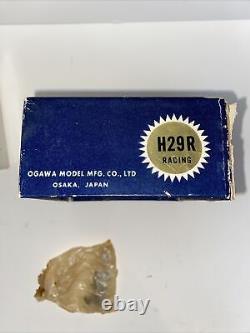 H29R
RACING
OGAWA MODEL MFG. CO., LTD
OSAKA, JAPAN